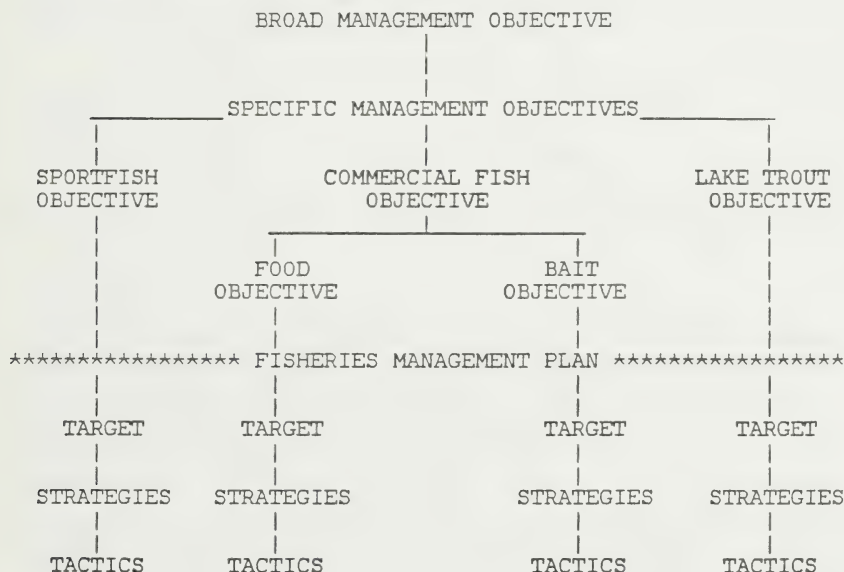 BROAD MANAGEMENT OBJECTIVE
SPECIFIC MANAGEMENT OBJECTIVES
SPORTFISH COMMERCIAL FISH LAKE TROUT
OBJECTIVE OBJECTIVE OBJECTIVE
FOOD BAIT
OBJECTIVE OBJECTIVE
***************** FISHERIES MANAGEMENT PLAN *****************
TARGET TARGET TARGET TARGET
STRATEGIES STRATEGIES STRATEGIES STRATEGIES
TACTICS TACTICS TACTICS TACTICS